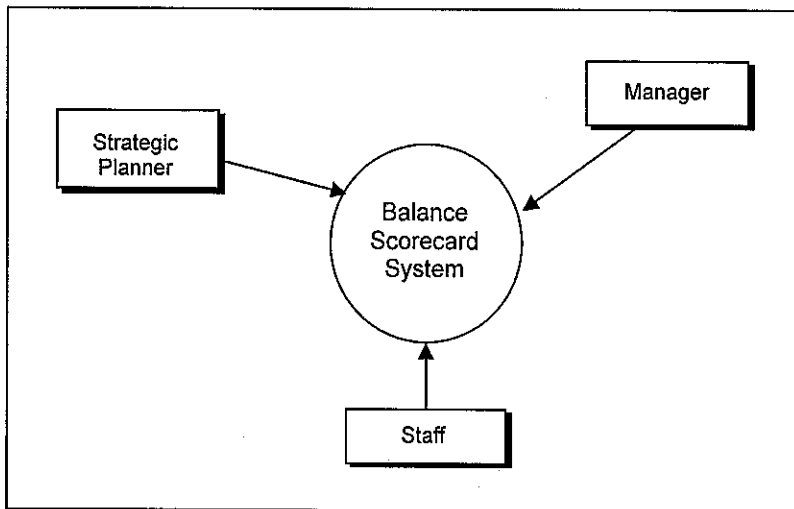 Manager
Strategic
Planner
Balance
Scorecard
System
Staff